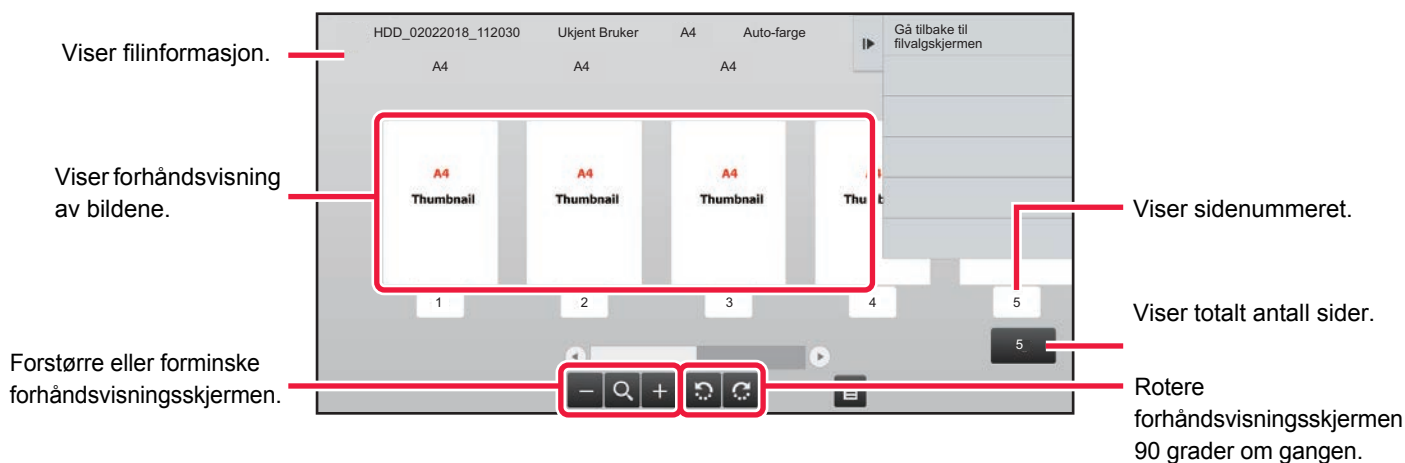 HDD_02022018_112030 Ukjent Bruker A4 Auto-farge
Gå tilbake til
filvalgskjermen
Viser filinformasjon.
A4 A4 A4
Viser forhåndsvisning
av bildene.
A4 A4 A4
Thumbnail Thumbnail Thumbnail
Viser sidenummeret.
1 2 3 4 5
Viser totalt antall sider.
5
Forstørre eller forminske
forhåndsvisningsskjermen.
Rotere
forhåndsvisningsskjermen
90 grader om gangen.